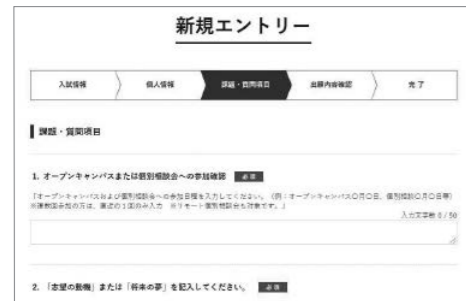 新規エントリー
入試情報
個人情報
課題・質問項目
出願内容確認
完了
課題・質問項目
1. オープンキャンパスまたは個別相談会への参加確認 必須
「オープンキャンパスおよび個別相談会への参加日程を入力してください。（例：オープンキャンパス〇月〇日、個別相談〇月〇日等）
※複数回参加の方は、直近の1回のみ入力 ※リモート個別相談会も対象です。」
入力文字数 0 / 50
2. 「志望の動機」または「将来の夢」を記入してください。 必須